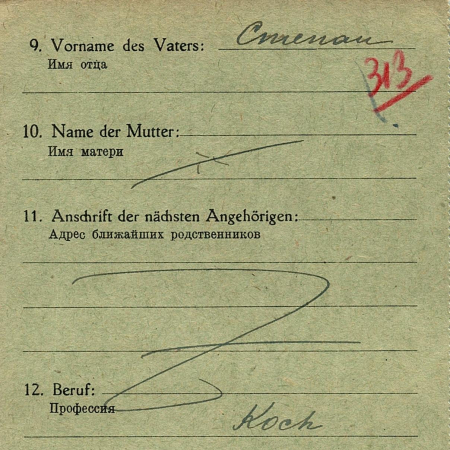 9. Vorname des Vaters: Степан
Имя отца
313
10. Name der Mutter:
Имя матери
11. Anschrift der nächsten Angehörigen:
Адрес ближайших родственников
12. Beruf:
Профессия
Koch